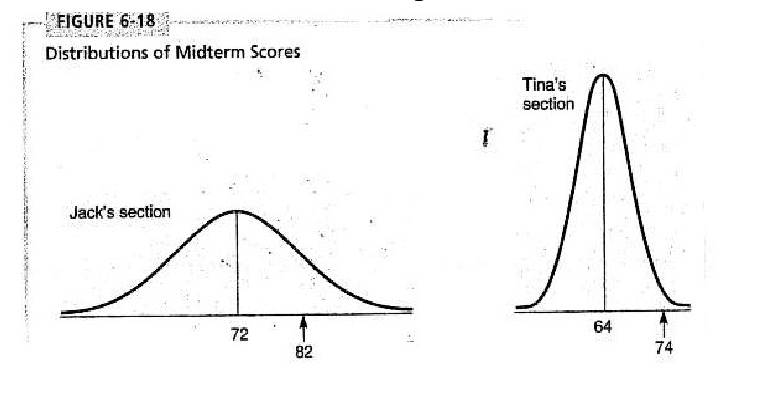 FIGURE 6-18
Distributions of Midterm Scores
Tina's
section
Jack's section
72
82
64
74